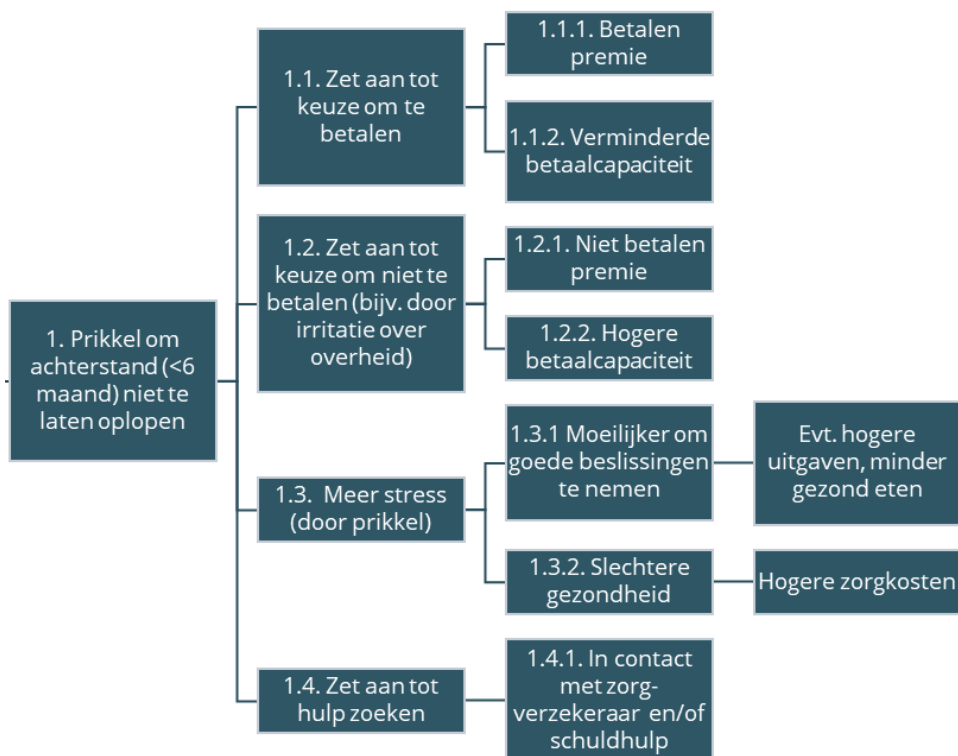 1. Prikkel om
achterstand (<6
maand) niet te
laten oplopen
1.1. Zet aan tot
keuze om te
betalen
1.1.1. Betalen
premie
1.1.2. Verminderde
betaalcapaciteit
1.2. Zet aan tot
keuze om niet te
betalen (bijv. door
irritatie over
overheid)
1.2.1. Niet betalen
premie
1.2.2. Hogere
betaalcapaciteit
1.3. Meer stress
(door prikkel)
1.3.1 Moeilijker om
goede beslissingen
te nemen
Evt. hogere
uitgaven, minder
gezond eten
1.3.2. Slechtere
gezondheid
Hogere zorgkosten
1.4. Zet aan tot
hulp zoeken
1.4.1. In contact
met zorg-
verzekeraar en/of
schuldhulp